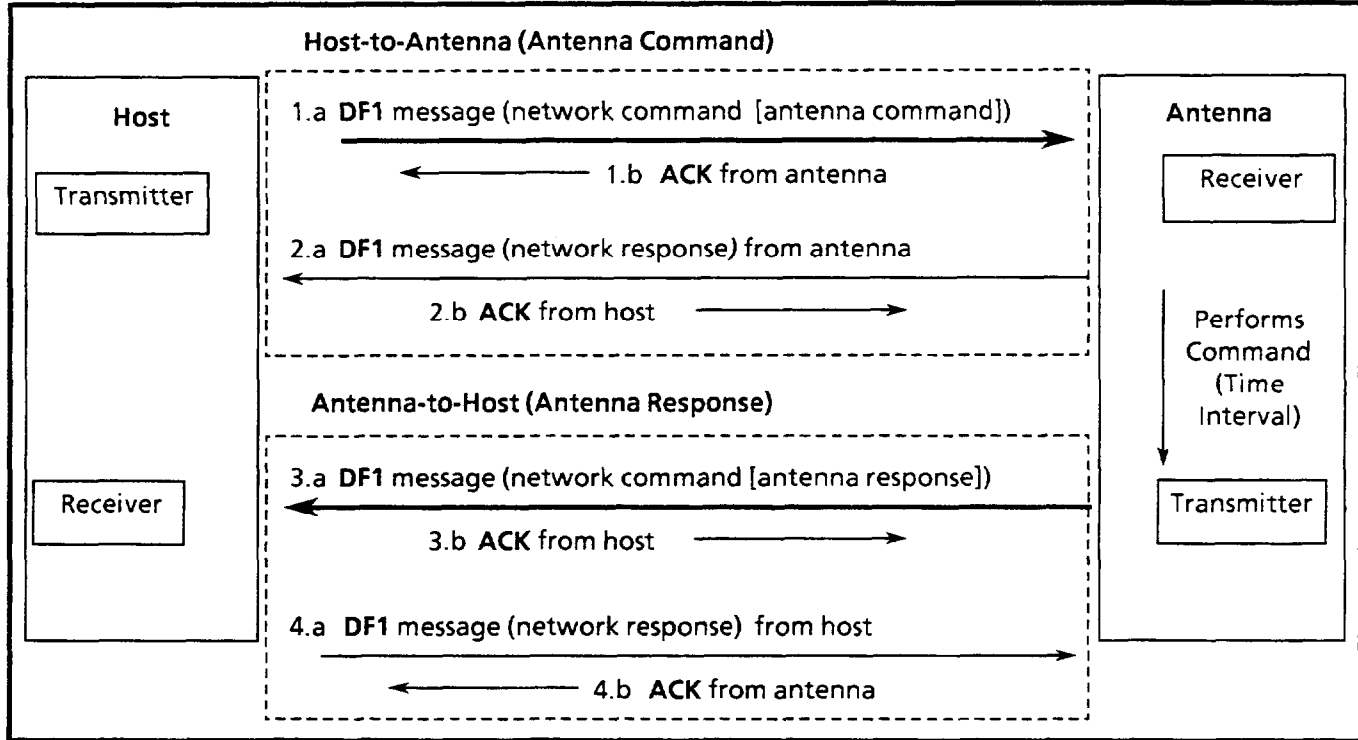 Host-to-Antenna (Antenna Command)
Host
Transmitter
1.a DF1 message (network command [antenna command])
1.b ACK from antenna
2.a DF1 message (network response) from antenna
2.b ACK from host
Antenna
Receiver
Performs
Command
(Time
Interval)
Antenna-to-Host (Antenna Response)
Receiver
3.a DF1 message (network command [antenna response])
3.b ACK from host
Transmitter
4.a DF1 message (network response) from host
4.b ACK from antenna